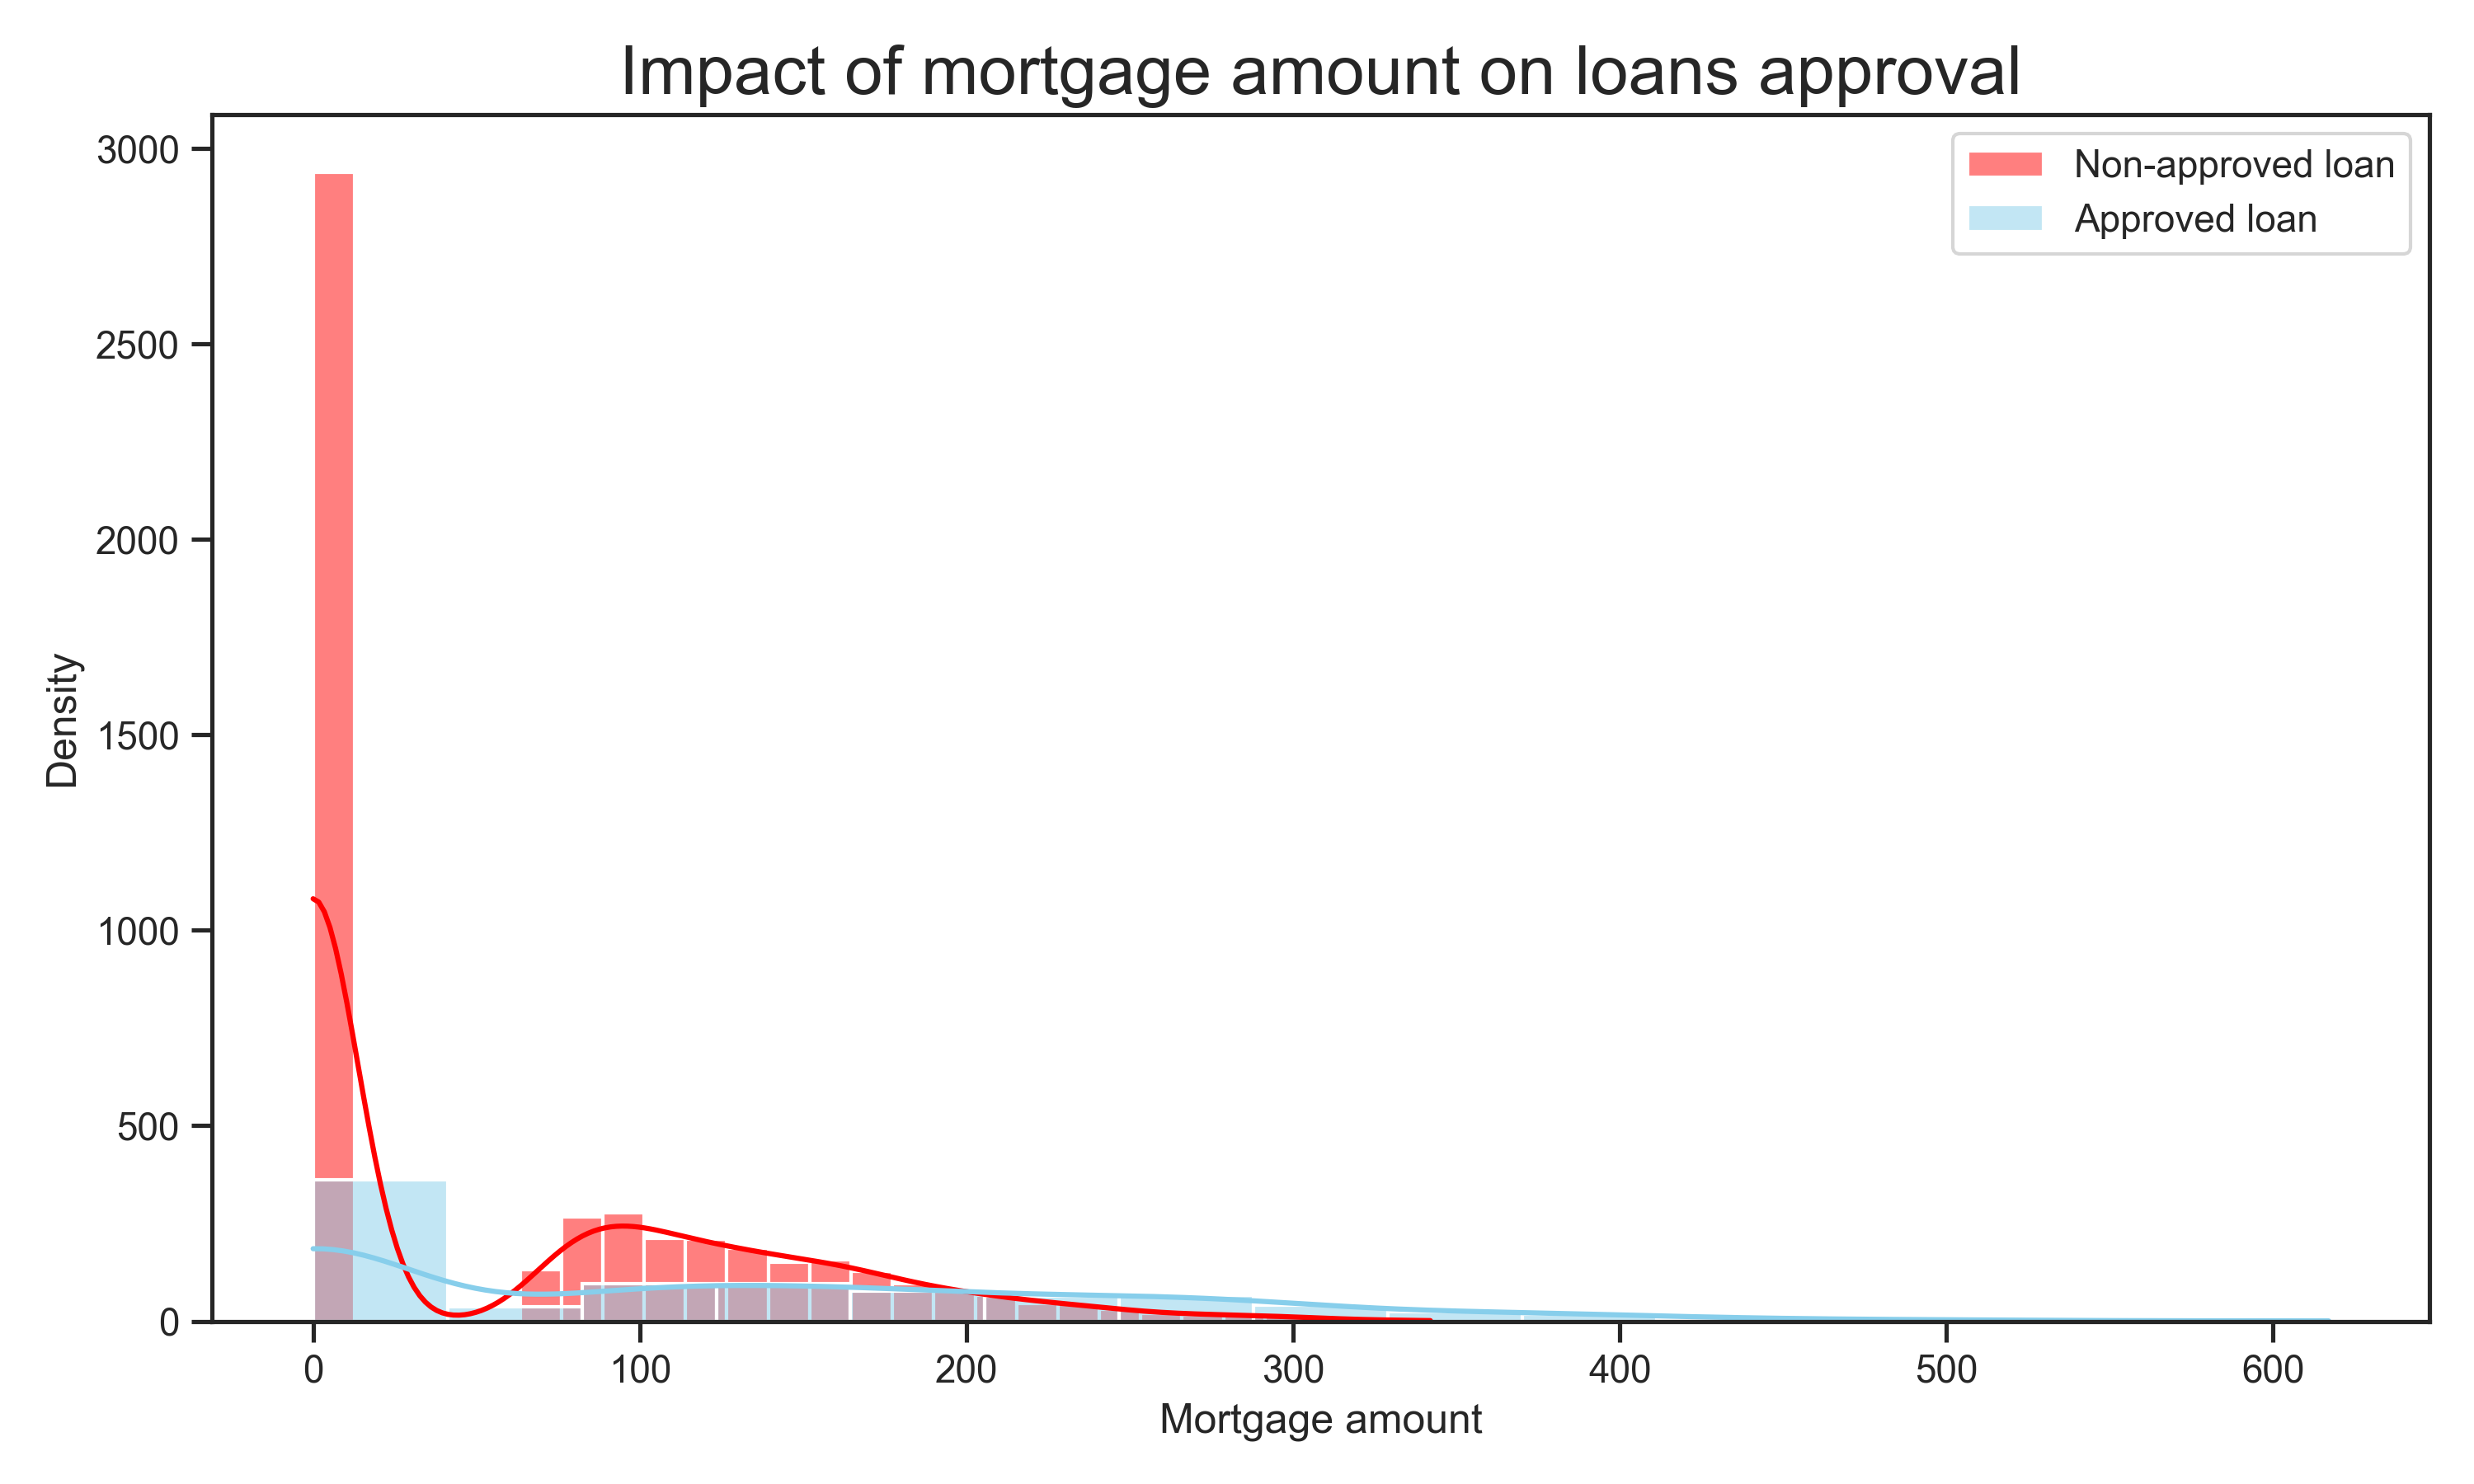 Impact of mortgage amount on loans approval
Non-approved loan
Approved loan
3000
2500
2000
1500
1000
500
0
Density
0 100 200 300 400 500 600
Mortgage amount